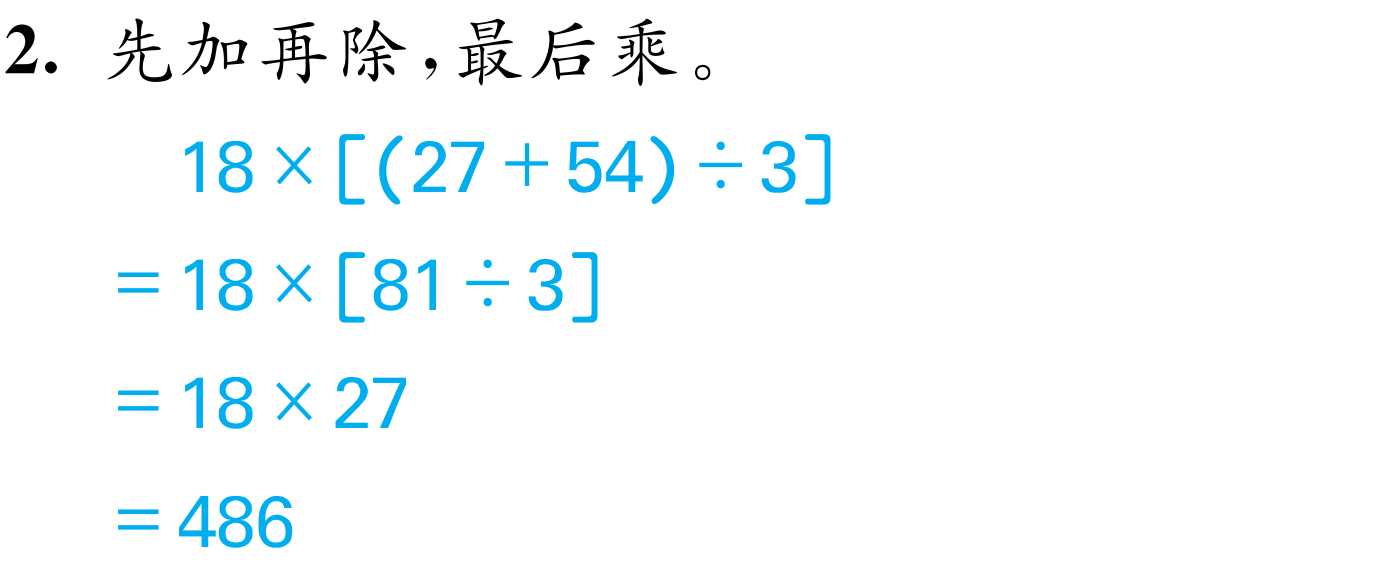 2. 先加再除,最后乘。
18×[(27+54)÷3]
=18×[81÷3]
=18×27
=486